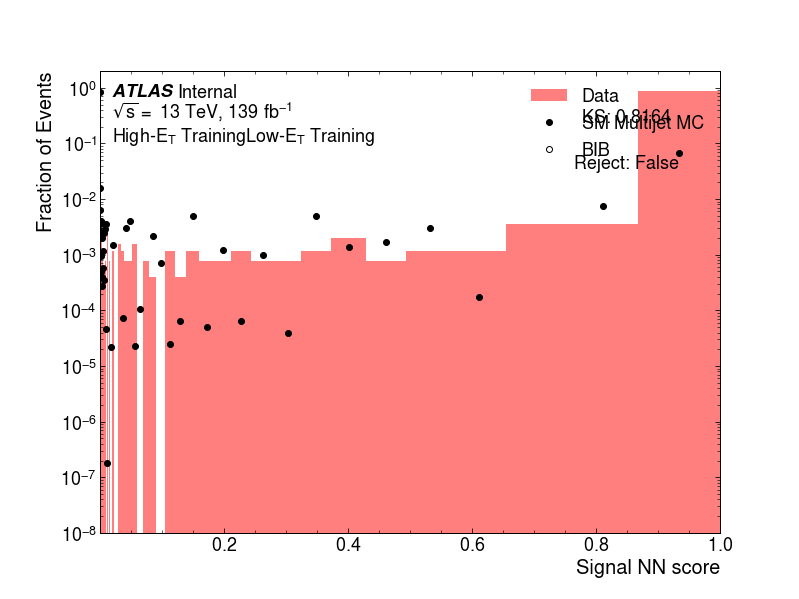 ATLAS Internal
√s = 13 TeV, 139 fb⁻¹
High-E_T TrainingLow-E_T Training
Data
KS: 0.8164
SM Multijet MC
BIB
Reject: False
Fraction of Events
10⁰
10⁻¹
10⁻²
10⁻³
10⁻⁴
10⁻⁵
10⁻⁶
10⁻⁷
10⁻⁸
0.2 0.4 0.6 0.8 1.0
Signal NN score